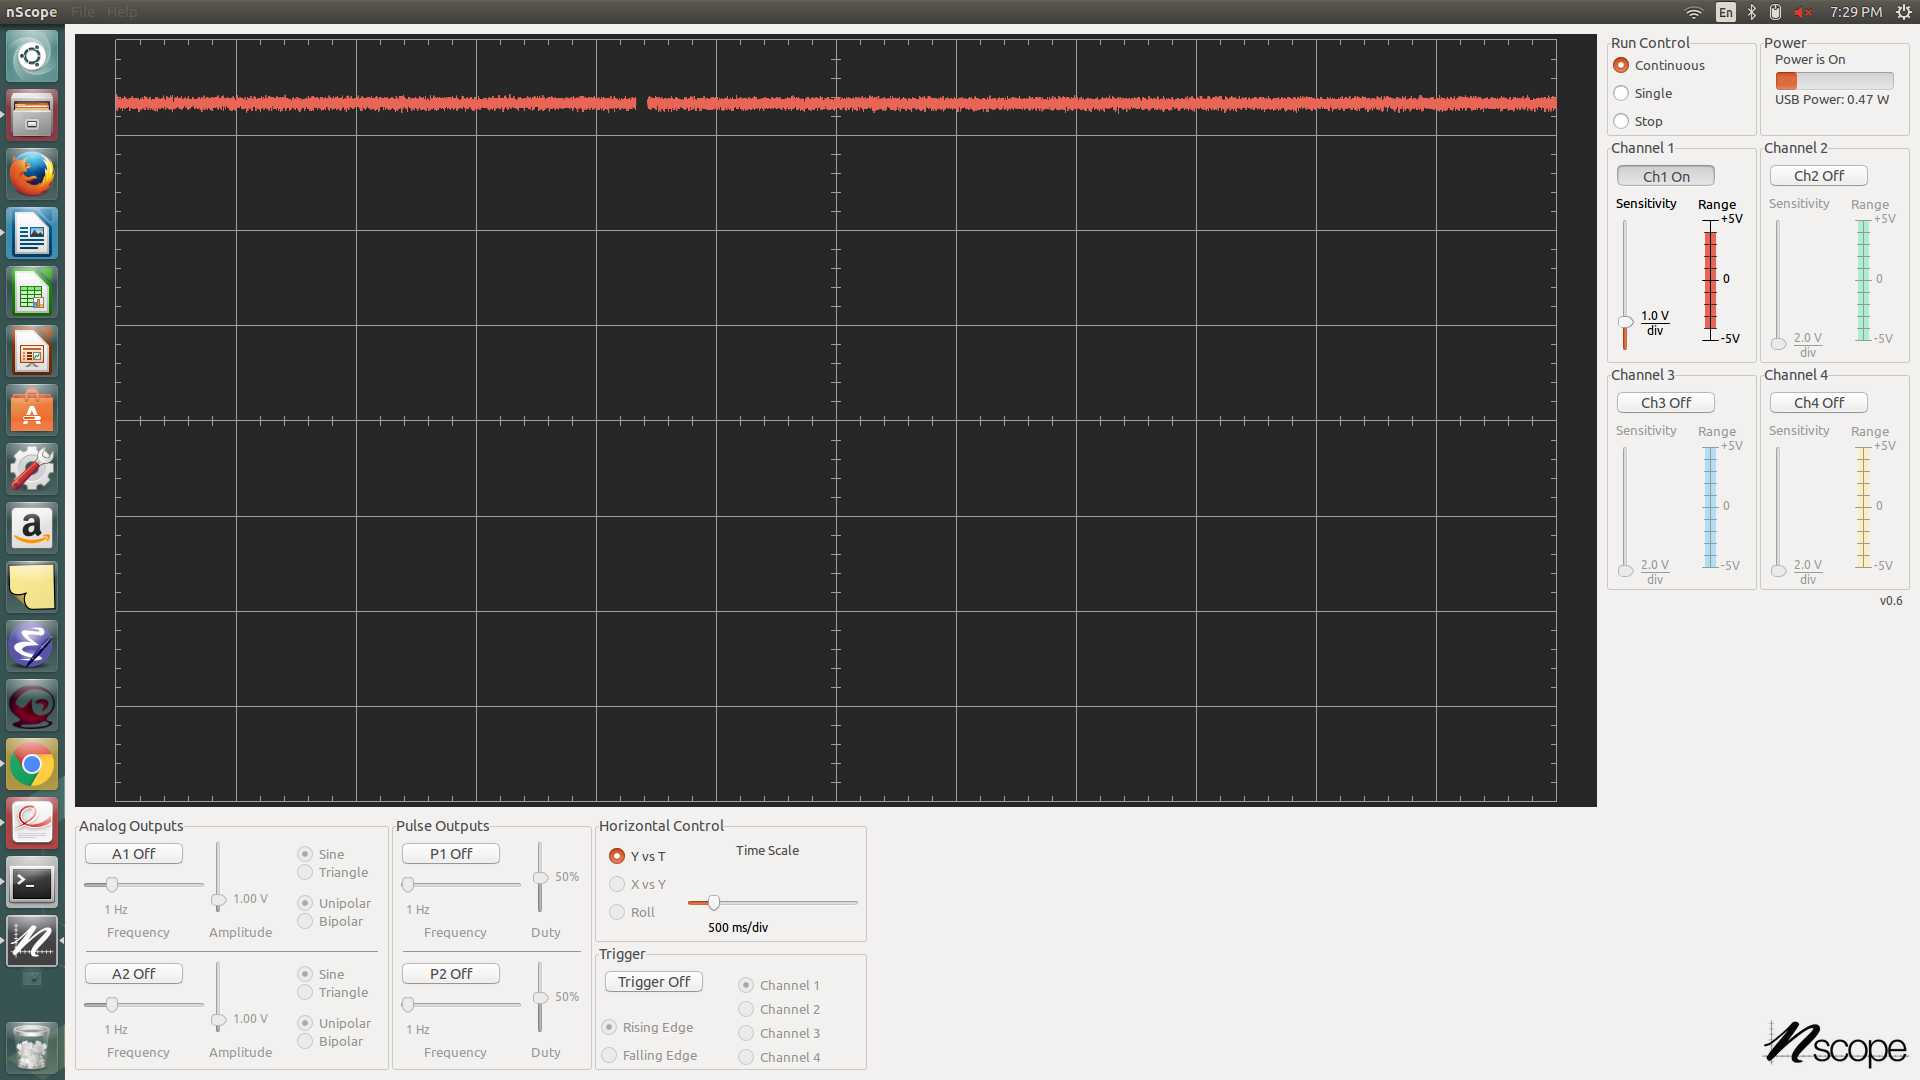 nScope File Help En 7:29 PM
Run Control
Continuous
Single
Stop
Power
Power is On
USB Power: 0.47 W
Channel 1
Ch1 On
Sensitivity Range
+5V
0
1.0 V
div
-5V
Channel 2
Ch2 Off
Sensitivity Range
+5V
0
2.0 V
div
-5V
Channel 3
Ch3 Off
Sensitivity Range
+5V
0
2.0 V
div
-5V
Channel 4
Ch4 Off
Sensitivity Range
+5V
0
2.0 V
div
-5V
v0.6
Analog Outputs
A1 Off
Sine
Triangle
1.00 V
Unipolar
1 Hz
Bipolar
Frequency Amplitude
A2 Off
Sine
Triangle
1.00 V
Unipolar
1 Hz
Bipolar
Frequency Amplitude
Pulse Outputs
P1 Off
50%
1 Hz
Frequency Duty
P2 Off
50%
1 Hz
Frequency Duty
Horizontal Control
Y vs T
Time Scale
X vs Y
Roll
500 ms/div
Trigger
Trigger Off
Channel 1
Channel 2
Rising Edge
Channel 3
Falling Edge
Channel 4
nscope